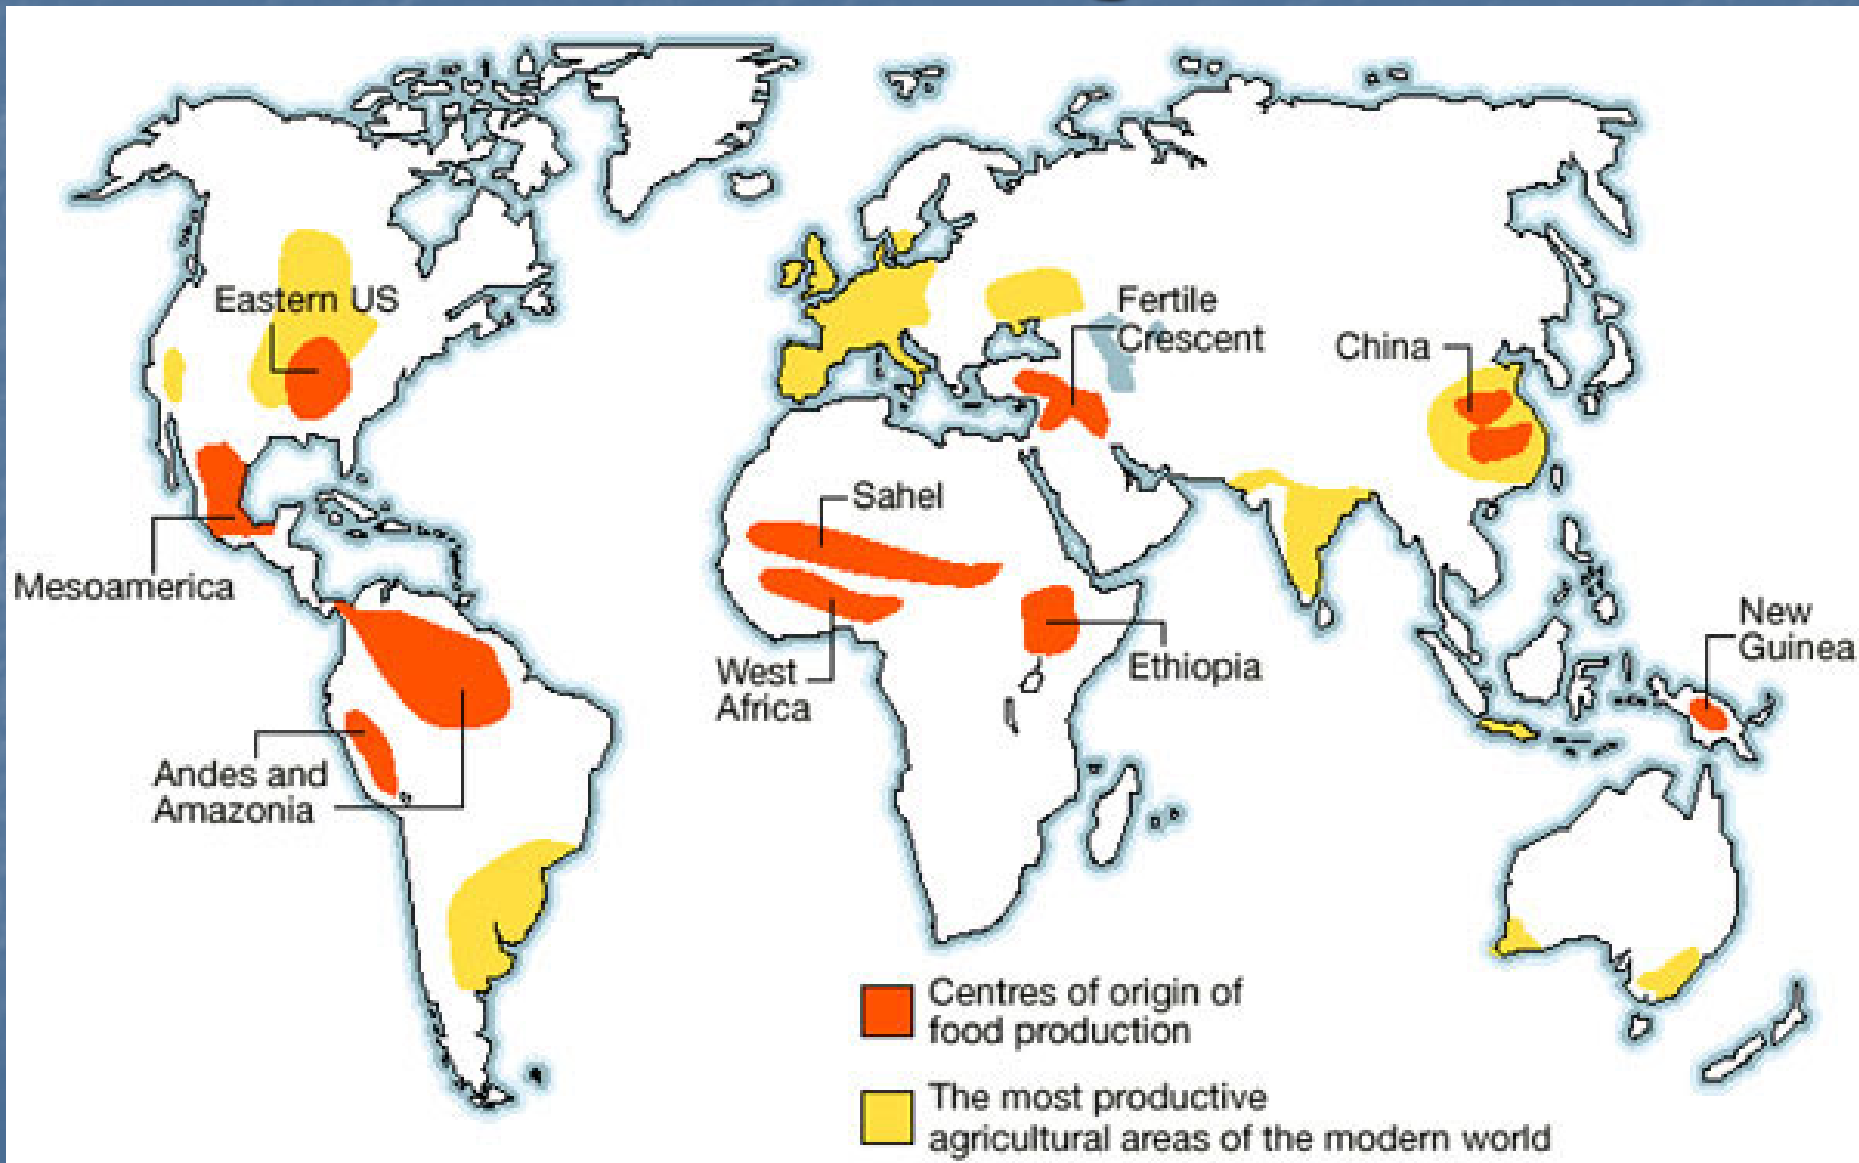 Eastern US
Fertile
Crescent
China
Sahel
Mesoamerica
New
Guinea
West
Africa
Ethiopia
Andes and
Amazonia
Centres of origin of
food production
The most productive
agricultural areas of the modern world